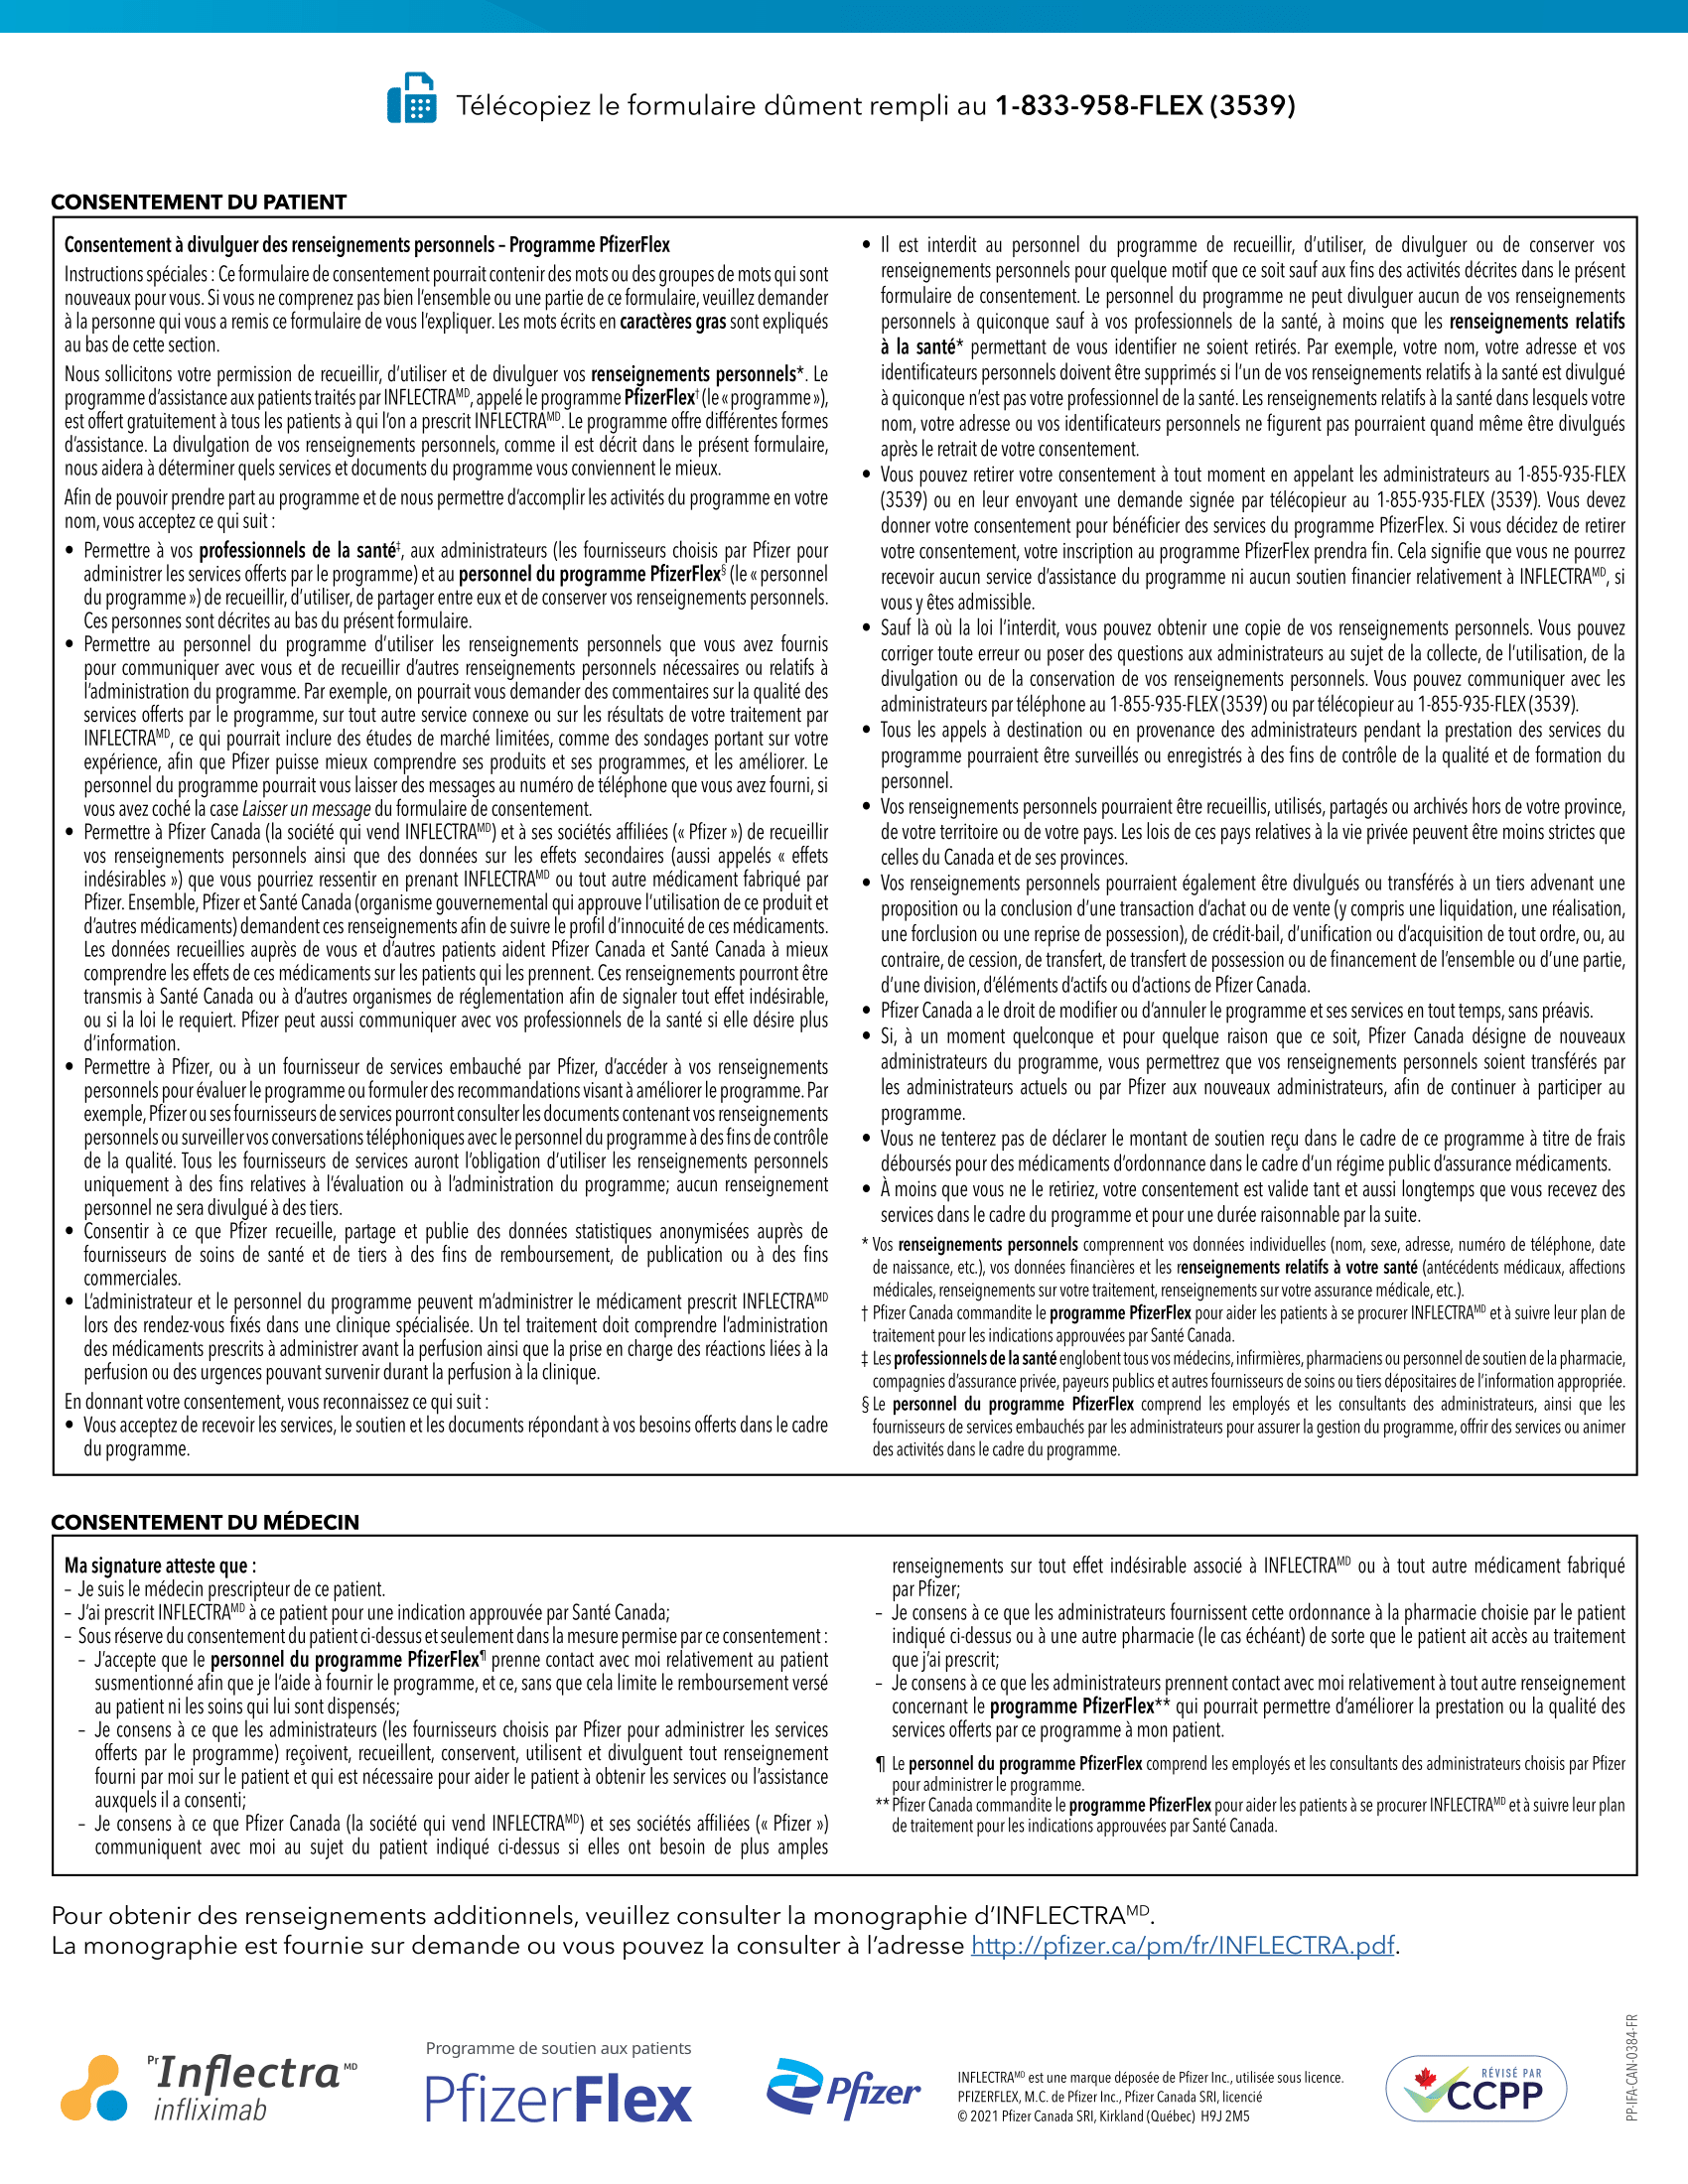 Télécopiez le formulaire dûment rempli au 1-833-958-FLEX (3539)
CONSENTEMENT DU PATIENT
Consentement à divulguer des renseignements personnels – Programme PfizerFlex
Instructions spéciales : Ce formulaire de consentement pourrait contenir des mots ou des groupes de mots qui sont
nouveaux pour vous. Si vous ne comprenez pas bien l’ensemble ou une partie de ce formulaire, veuillez demander
à la personne qui vous a remis ce formulaire de vous l’expliquer. Les mots écrits en caractères gras sont expliqués
au bas de cette section.
Nous sollicitons votre permission de recueillir, d’utiliser et de divulguer vos renseignements personnels*. Le
programme d’assistance aux patients traités par INFLECTRAMD, appelé le programme PfizerFlex† (le « programme »),
est offert gratuitement à tous les patients à qui l’on a prescrit INFLECTRAMD. Le programme offre différentes formes
d’assistance. La divulgation de vos renseignements personnels, comme il est décrit dans le présent formulaire,
nous aidera à déterminer quels services et documents du programme vous conviennent le mieux.
Afin de pouvoir prendre part au programme et de nous permettre d’accomplir les activités du programme en votre
nom, vous acceptez ce qui suit :
• Permettre à vos professionnels de la santé‡, aux administrateurs (les fournisseurs choisis par Pfizer pour
administrer les services offerts par le programme) et au personnel du programme PfizerFlex§ (le « personnel
du programme ») de recueillir, d’utiliser, de partager entre eux et de conserver vos renseignements personnels.
Ces personnes sont décrites au bas du présent formulaire.
• Permettre au personnel du programme d’utiliser les renseignements personnels que vous avez fournis
pour communiquer avec vous et de recueillir d’autres renseignements personnels nécessaires ou relatifs à
l’administration du programme. Par exemple, on pourrait vous demander des commentaires sur la qualité des
services offerts par le programme, sur tout autre service connexe ou sur les résultats de votre traitement par
INFLECTRAMD, ce qui pourrait inclure des études de marché limitées, comme des sondages portant sur votre
expérience, afin que Pfizer puisse mieux comprendre ses produits et ses programmes, et les améliorer. Le
personnel du programme pourrait vous laisser des messages au numéro de téléphone que vous avez fourni, si
vous avez coché la case Laisser un message du formulaire de consentement.
• Permettre à Pfizer Canada (la société qui vend INFLECTRAMD) et à ses sociétés affiliées (« Pfizer ») de recueillir
vos renseignements personnels ainsi que des données sur les effets secondaires (aussi appelés « effets
indésirables ») que vous pourriez ressentir en prenant INFLECTRAMD ou tout autre médicament fabriqué par
Pfizer. Ensemble, Pfizer et Santé Canada (organisme gouvernemental qui approuve l’utilisation de ce produit et
d’autres médicaments) demandent ces renseignements afin de suivre le profil d’innocuité de ces médicaments.
Les données recueillies auprès de vous et d’autres patients aident Pfizer Canada et Santé Canada à mieux
comprendre les effets de ces médicaments sur les patients qui les prennent. Ces renseignements pourront être
transmis à Santé Canada ou à d’autres organismes de réglementation afin de signaler tout effet indésirable,
ou si la loi le requiert. Pfizer peut aussi communiquer avec vos professionnels de la santé si elle désire plus
d’information.
• Permettre à Pfizer, ou à un fournisseur de services embauché par Pfizer, d’accéder à vos renseignements
personnels pour évaluer le programme ou formuler des recommandations visant à améliorer le programme. Par
exemple, Pfizer ou ses fournisseurs de services pourront consulter les documents contenant vos renseignements
personnels ou surveiller vos conversations téléphoniques avec le personnel du programme à des fins de contrôle
de la qualité. Tous les fournisseurs de services auront l’obligation d’utiliser les renseignements personnels
uniquement à des fins relatives à l’évaluation ou à l’administration du programme; aucun renseignement
personnel ne sera divulgué à des tiers.
• Consentir à ce que Pfizer recueille, partage et publie des données statistiques anonymisées auprès de
fournisseurs de soins de santé et de tiers à des fins de remboursement, de publication ou à des fins
commerciales.
• L’administrateur et le personnel du programme peuvent m’administrer le médicament prescrit INFLECTRAMD
lors des rendez-vous fixés dans une clinique spécialisée. Un tel traitement doit comprendre l’administration
des médicaments prescrits à administrer avant la perfusion ainsi que la prise en charge des réactions liées à la
perfusion ou des urgences pouvant survenir durant la perfusion à la clinique.
En donnant votre consentement, vous reconnaissez ce qui suit :
• Vous acceptez de recevoir les services, le soutien et les documents répondant à vos besoins offerts dans le cadre
du programme.
• Il est interdit au personnel du programme de recueillir, d’utiliser, de divulguer ou de conserver vos
renseignements personnels pour quelque motif que ce soit sauf aux fins des activités décrites dans le présent
formulaire de consentement. Le personnel du programme ne peut divulguer aucun de vos renseignements
personnels à quiconque sauf à vos professionnels de la santé, à moins que les renseignements relatifs
à la santé* permettant de vous identifier ne soient retirés. Par exemple, votre nom, votre adresse et vos
identificateurs personnels doivent être supprimés si l’un de vos renseignements relatifs à la santé est divulgué
à quiconque n’est pas votre professionnel de la santé. Les renseignements relatifs à la santé dans lesquels votre
nom, votre adresse ou vos identificateurs personnels ne figurent pas pourraient quand même être divulgués
après le retrait de votre consentement.
• Vous pouvez retirer votre consentement à tout moment en appelant les administrateurs au 1-855-935-FLEX
(3539) ou en leur envoyant une demande signée par télécopieur au 1-855-935-FLEX (3539). Vous devez
donner votre consentement pour bénéficier des services du programme PfizerFlex. Si vous décidez de retirer
votre consentement, votre inscription au programme PfizerFlex prendra fin. Cela signifie que vous ne pourrez
recevoir aucun service d’assistance du programme ni aucun soutien financier relativement à INFLECTRAMD, si
vous y êtes admissible.
• Sauf là où la loi l’interdit, vous pouvez obtenir une copie de vos renseignements personnels. Vous pouvez
corriger toute erreur ou poser des questions aux administrateurs au sujet de la collecte, de l’utilisation, de la
divulgation ou de la conservation de vos renseignements personnels. Vous pouvez communiquer avec les
administrateurs par téléphone au 1-855-935-FLEX (3539) ou par télécopieur au 1-855-935-FLEX (3539).
• Tous les appels à destination ou en provenance des administrateurs pendant la prestation des services du
programme pourraient être surveillés ou enregistrés à des fins de contrôle de la qualité et de formation du
personnel.
• Vos renseignements personnels pourraient être recueillis, utilisés, partagés ou archivés hors de votre province,
de votre territoire ou de votre pays. Les lois de ces pays relatives à la vie privée peuvent être moins strictes que
celles du Canada et de ses provinces.
• Vos renseignements personnels pourraient également être divulgués ou transférés à un tiers advenant une
proposition ou la conclusion d’une transaction d’achat ou de vente (y compris une liquidation, une réalisation,
une forclusion ou une reprise de possession), de crédit-bail, d’unification ou d’acquisition de tout ordre, ou, au
contraire, de cession, de transfert, de transfert de possession ou de financement de l’ensemble ou d’une partie,
d’une division, d’éléments d’actifs ou d’actions de Pfizer Canada.
• Pfizer Canada a le droit de modifier ou d’annuler le programme et ses services en tout temps, sans préavis.
• Si, à un moment quelconque et pour quelque raison que ce soit, Pfizer Canada désigne de nouveaux
administrateurs du programme, vous permettrez que vos renseignements personnels soient transférés par
les administrateurs actuels ou par Pfizer aux nouveaux administrateurs, afin de continuer à participer au
programme.
• Vous ne tenterez pas de déclarer le montant de soutien reçu dans le cadre de ce programme à titre de frais
déboursés pour des médicaments d’ordonnance dans le cadre d’un régime public d’assurance médicaments.
• À moins que vous ne le retiriez, votre consentement est valide tant et aussi longtemps que vous recevez des
services dans le cadre du programme et pour une durée raisonnable par la suite.
* Vos renseignements personnels comprennent vos données individuelles (nom, sexe, adresse, numéro de téléphone, date
de naissance, etc.), vos données financières et les renseignements relatifs à votre santé (antécédents médicaux, affections
médicales, renseignements sur votre traitement, renseignements sur votre assurance médicale, etc.).
† Pfizer Canada commandite le programme PfizerFlex pour aider les patients à se procurer INFLECTRAMD et à suivre leur plan de
traitement pour les indications approuvées par Santé Canada.
‡ Les professionnels de la santé englobent tous vos médecins, infirmières, pharmaciens ou personnel de soutien de la pharmacie,
compagnies d’assurance privée, payeurs publics et autres fournisseurs de soins ou tiers dépositaires de l’information appropriée.
§ Le personnel du programme PfizerFlex comprend les employés et les consultants des administrateurs, ainsi que les
fournisseurs de services embauchés par les administrateurs pour assurer la gestion du programme, offrir des services ou animer
des activités dans le cadre du programme.
CONSENTEMENT DU MÉDECIN
Ma signature atteste que :
– Je suis le médecin prescripteur de ce patient.
– J’ai prescrit INFLECTRAMD à ce patient pour une indication approuvée par Santé Canada;
– Sous réserve du consentement du patient ci-dessus et seulement dans la mesure permise par ce consentement :
– J’accepte que le personnel du programme PfizerFlex¶ prenne contact avec moi relativement au patient
susmentionné afin que je l’aide à fournir le programme, et ce, sans que cela limite le remboursement versé
au patient ni les soins qui lui sont dispensés;
– Je consens à ce que les administrateurs (les fournisseurs choisis par Pfizer pour administrer les services
offerts par le programme) reçoivent, recueillent, conservent, utilisent et divulguent tout renseignement
fourni par moi sur le patient et qui est nécessaire pour aider le patient à obtenir les services ou l’assistance
auxquels il a consenti;
– Je consens à ce que Pfizer Canada (la société qui vend INFLECTRAMD) et ses sociétés affiliées (« Pfizer »)
communiquent avec moi au sujet du patient indiqué ci-dessus si elles ont besoin de plus amples
renseignements sur tout effet indésirable associé à INFLECTRAMD ou à tout autre médicament fabriqué
par Pfizer;
– Je consens à ce que les administrateurs fournissent cette ordonnance à la pharmacie choisie par le patient
indiqué ci-dessus ou à une autre pharmacie (le cas échéant) de sorte que le patient ait accès au traitement
que j’ai prescrit;
– Je consens à ce que les administrateurs prennent contact avec moi relativement à tout autre renseignement
concernant le programme PfizerFlex** qui pourrait permettre d’améliorer la prestation ou la qualité des
services offerts par ce programme à mon patient.
¶ Le personnel du programme PfizerFlex comprend les employés et les consultants des administrateurs choisis par Pfizer
pour administrer le programme.
** Pfizer Canada commandite le programme PfizerFlex pour aider les patients à se procurer INFLECTRAMD et à suivre leur plan
de traitement pour les indications approuvées par Santé Canada.
Pour obtenir des renseignements additionnels, veuillez consulter la monographie d’INFLECTRAMD.
La monographie est fournie sur demande ou vous pouvez la consulter à l’adresse http://pfizer.ca/pm/fr/INFLECTRA.pdf.
Pr Inflectra MD
infliximab
Programme de soutien aux patients
PfizerFlex
Pfizer
INFLECTRAMD est une marque déposée de Pfizer Inc., utilisée sous licence.
PFIZERFLEX, M.C. de Pfizer Inc., Pfizer Canada SRI, licencié
© 2021 Pfizer Canada SRI, Kirkland (Québec) H9J 2M5
RÉVISÉ PAR
CCPP
PP-IFA-CAN-0384-FR